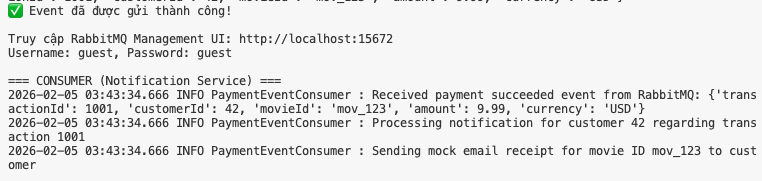 ✅ Event đã được gửi thành công!
Truy cập RabbitMQ Management UI: http://localhost:15672
Username: guest, Password: guest
=== CONSUMER (Notification Service) ===
2026-02-05 03:43:34.666 INFO PaymentEventConsumer : Received payment succeeded event from RabbitMQ: {'trans
actionId': 1001, 'customerId': 42, 'movieId': 'mov_123', 'amount': 9.99, 'currency': 'USD'}
2026-02-05 03:43:34.666 INFO PaymentEventConsumer : Processing notification for customer 42 regarding trans
action 1001
2026-02-05 03:43:34.666 INFO PaymentEventConsumer : Sending mock email receipt for movie ID mov_123 to cust
omer